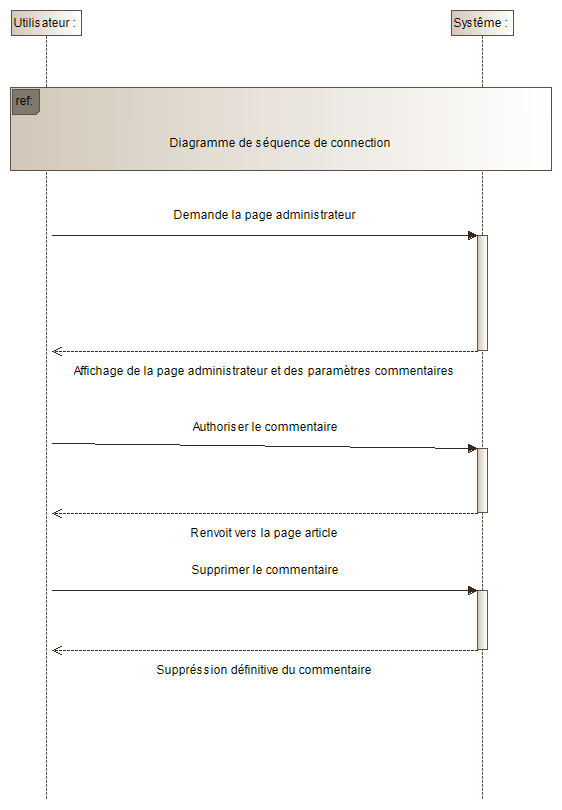 Utilisateur :
Systême :
ref:
Diagramme de séquence de connection
Demande la page administrateur
Affichage de la page administrateur et des paramètres commentaires
Authoriser le commentaire
Renvoit vers la page article
Supprimer le commentaire
Suppréssion définitive du commentaire